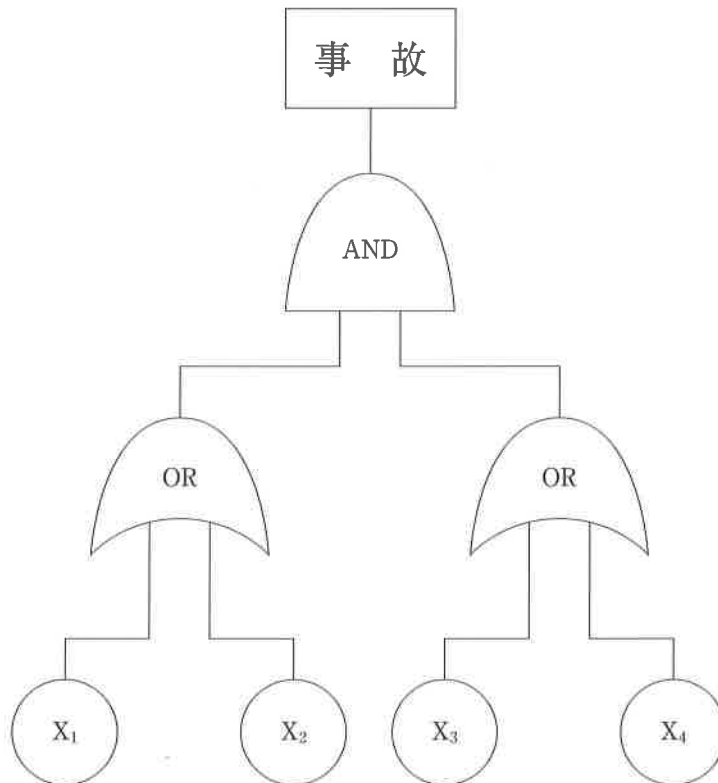 事 故
AND
OR
OR
X₁
X₂
X₃
X₄